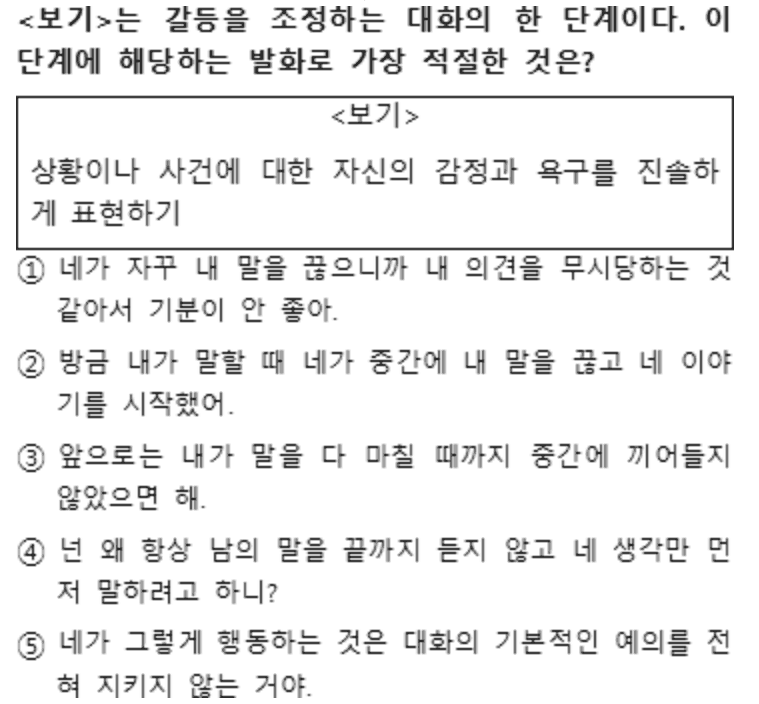 <보기>는 갈등을 조정하는 대화의 한 단계이다. 이
단계에 해당하는 발화로 가장 적절한 것은?
<보기>
상황이나 사건에 대한 자신의 감정과 욕구를 진솔하
게 표현하기
① 네가 자꾸 내 말을 끊으니까 내 의견을 무시당하는 것
같아서 기분이 안 좋아.
② 방금 내가 말할 때 네가 중간에 내 말을 끊고 네 이야
기를 시작했어.
③ 앞으로는 내가 말을 다 마칠 때까지 중간에 끼어들지
않았으면 해.
④ 넌 왜 항상 남의 말을 끝까지 듣지 않고 네 생각만 먼
저 말하려고 하니?
⑤ 네가 그렇게 행동하는 것은 대화의 기본적인 예의를 전
혀 지키지 않는 거야.